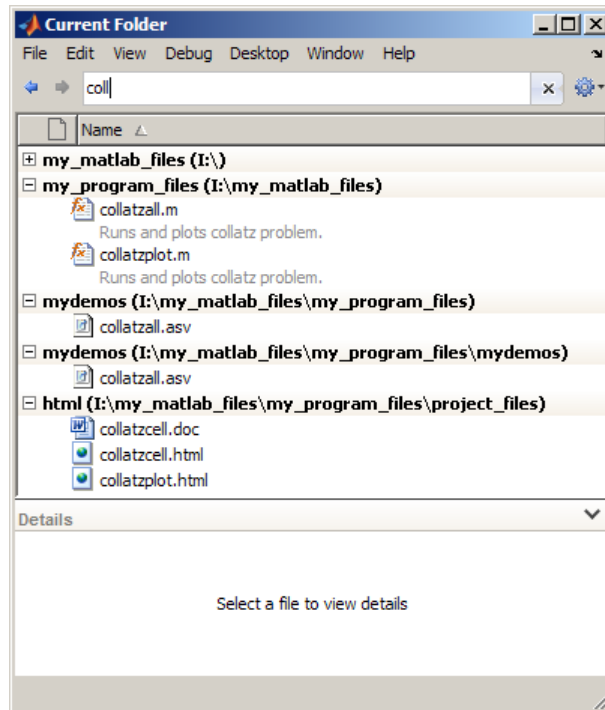 Current Folder
File Edit View Debug Desktop Window Help
coll
Name
my_matlab_files (I:\)
my_program_files (I:\my_matlab_files)
collatzall.m
Runs and plots collatz problem.
collatzplot.m
Runs and plots collatz problem.
mydemos (I:\my_matlab_files\my_program_files)
collatzall.asv
mydemos (I:\my_matlab_files\my_program_files\mydemos)
collatzall.asv
html (I:\my_matlab_files\my_program_files\project_files)
collatzcell.doc
collatzcell.html
collatzplot.html
Details
Select a file to view details